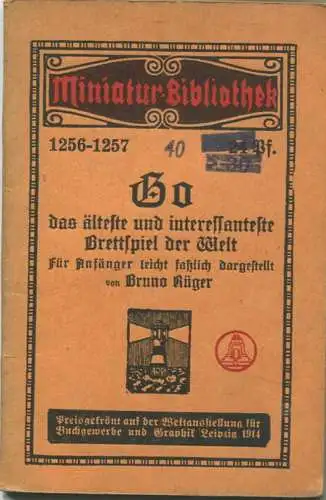 Miniatur-Bibliothek
1256-1257 40 Pf.
Go
das älteste und interessanteste
Brettspiel der Welt
Für Anfänger leicht faßlich dargestellt
von Bruno Rüger
Preisgekrönt auf der Weltausstellung für
Buchgewerbe und Graphik Leipzig 1914